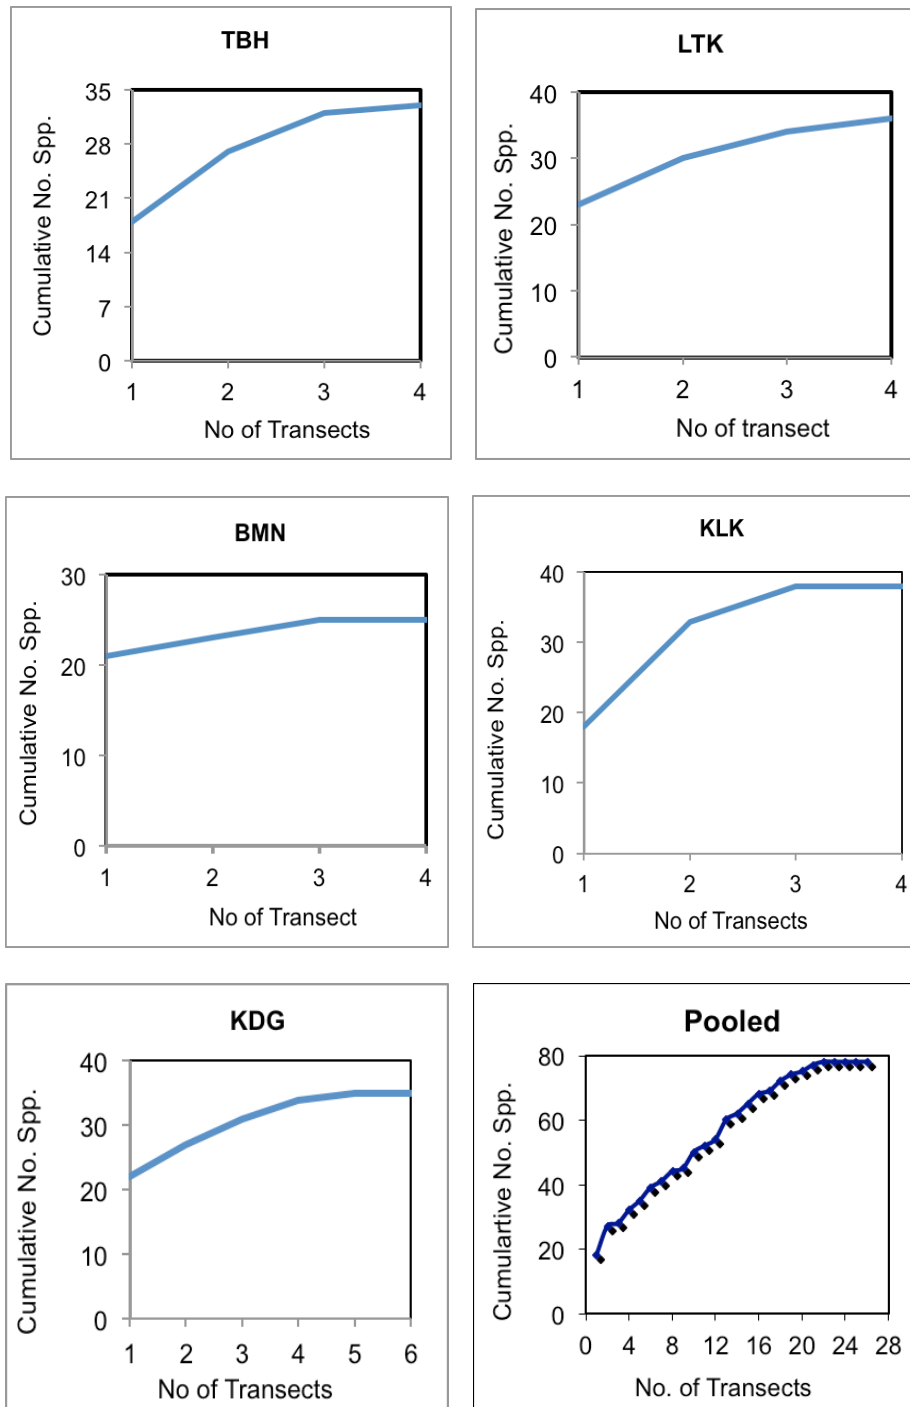 TBH
Cumulative No. Spp.
35
28
21
14
7
0
1 2 3 4
No of Transects
LTK
Cumulative No. Spp.
40
30
20
10
0
1 2 3 4
No of transect
BMN
Cumulative No. Spp.
30
20
10
0
1 2 3 4
No of Transect
KLK
Cumulative No. Spp.
40
30
20
10
0
1 2 3 4
No of Transects
KDG
Cumulative No. Spp.
40
30
20
10
0
1 2 3 4 5 6
No of Transects
Pooled
Cumulartive No. Spp.
80
60
40
20
0
0 4 8 12 16 20 24 28
No. of Transects